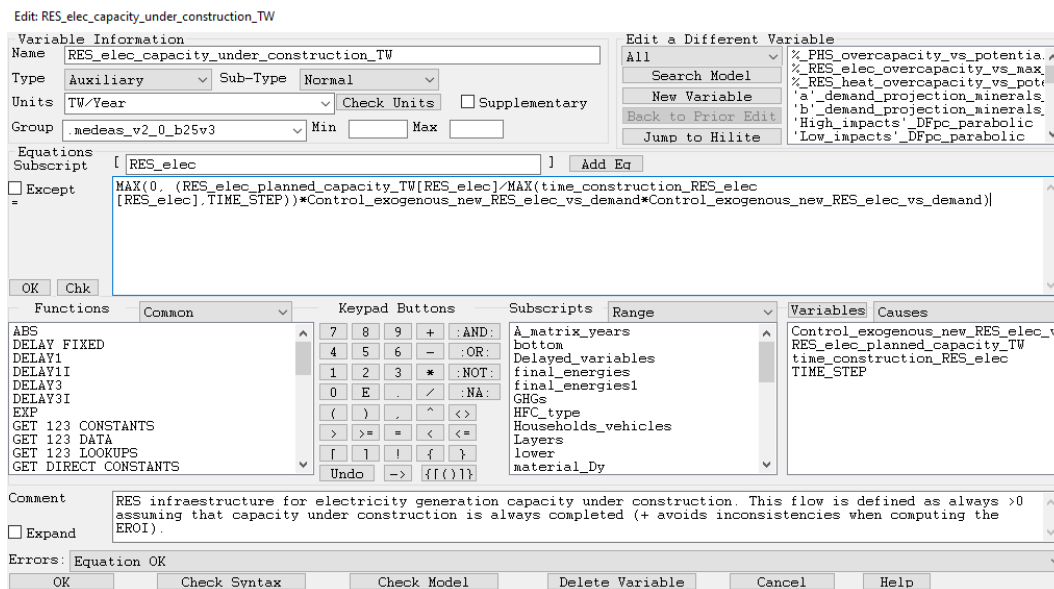 Edit: RES_elec_capacity_under_construction_TW
Variable Information
Name RES_elec_capacity_under_construction_TW
Type Auxiliary Sub-Type Normal
Units TW/Year Check Units Supplementary
Group .medeas_v2_0_b25v3 Min Max
Edit a Different Variable
All
Search Model
New Variable
Back to Prior Edit
Jump to Hilite
%_PHS_overcapacity_vs_potentia
%_RES_elec_overcapacity_vs_max_
%_RES_heat_overcapacity_vs_pote
'a'_demand_projection_minerals_
'b'_demand_projection_minerals_
'High_impacts'_DFpc_parabolic
'Low_impacts'_DFpc_parabolic
Equations
Subscript [ RES_elec ] Add Eq
Except
=
MAX(0, (RES_elec_planned_capacity_TW[RES_elec]/MAX(time_construction_RES_elec
[RES_elec],TIME_STEP))*Control_exogenous_new_RES_elec_vs_demand*Control_exogenous_new_RES_elec_vs_demand)
OK Chk
Functions Common
ABS
DELAY FIXED
DELAY1
DELAY1I
DELAY3
DELAY3I
EXP
GET 123 CONSTANTS
GET 123 DATA
GET 123 LOOKUPS
GET DIRECT CONSTANTS
Keypad Buttons
7 8 9 + :AND:
4 5 6 - :OR:
1 2 3 * :NOT:
0 E . / :NA:
( ) , ^ <>
> >= = < <=
[ ] ! { }
Undo -> {[()]}
Subscripts Range
A_matrix_years
bottom
Delayed_variables
final_energies
final_energies1
GHGs
HFC_type
Households_vehicles
Layers
lower
material_Dy
Variables Causes
Control_exogenous_new_RES_elec_v
RES_elec_planned_capacity_TW
time_construction_RES_elec
TIME_STEP
Comment
RES infraestructure for electricity generation capacity under construction. This flow is defined as always >0
assuming that capacity under construction is always completed (+ avoids inconsistencies when computing the
EROI).
Expand
Errors: Equation OK
OK Check Syntax Check Model Delete Variable Cancel Help